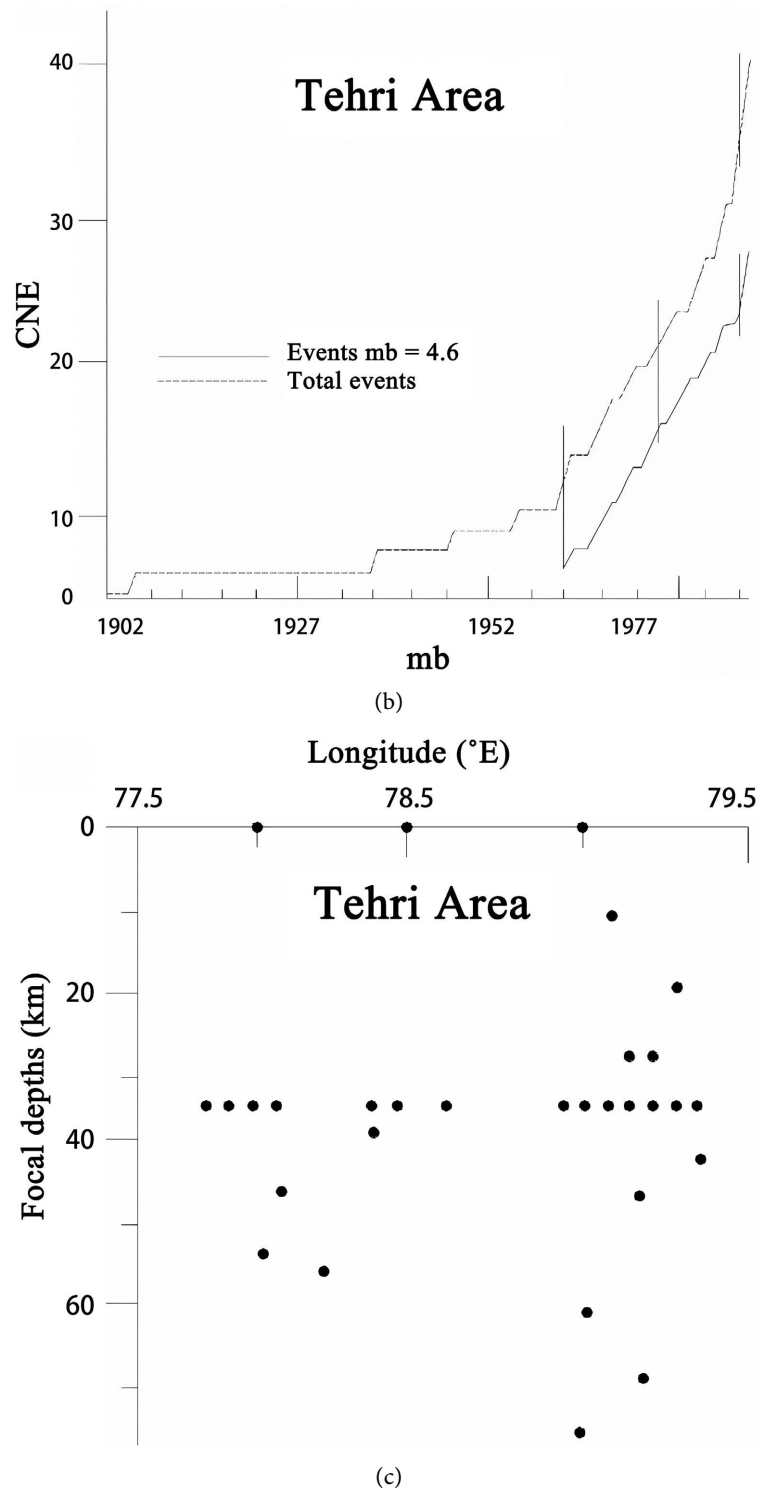 40
Tehri Area
30
CNE
Events mb = 4.6
20
Total events
10
0
1902 1927 1952 1977
mb
(b)
Longitude (˚E)
77.5 78.5 79.5
0
Tehri Area
20
Focal depths (km)
40
60
(c)